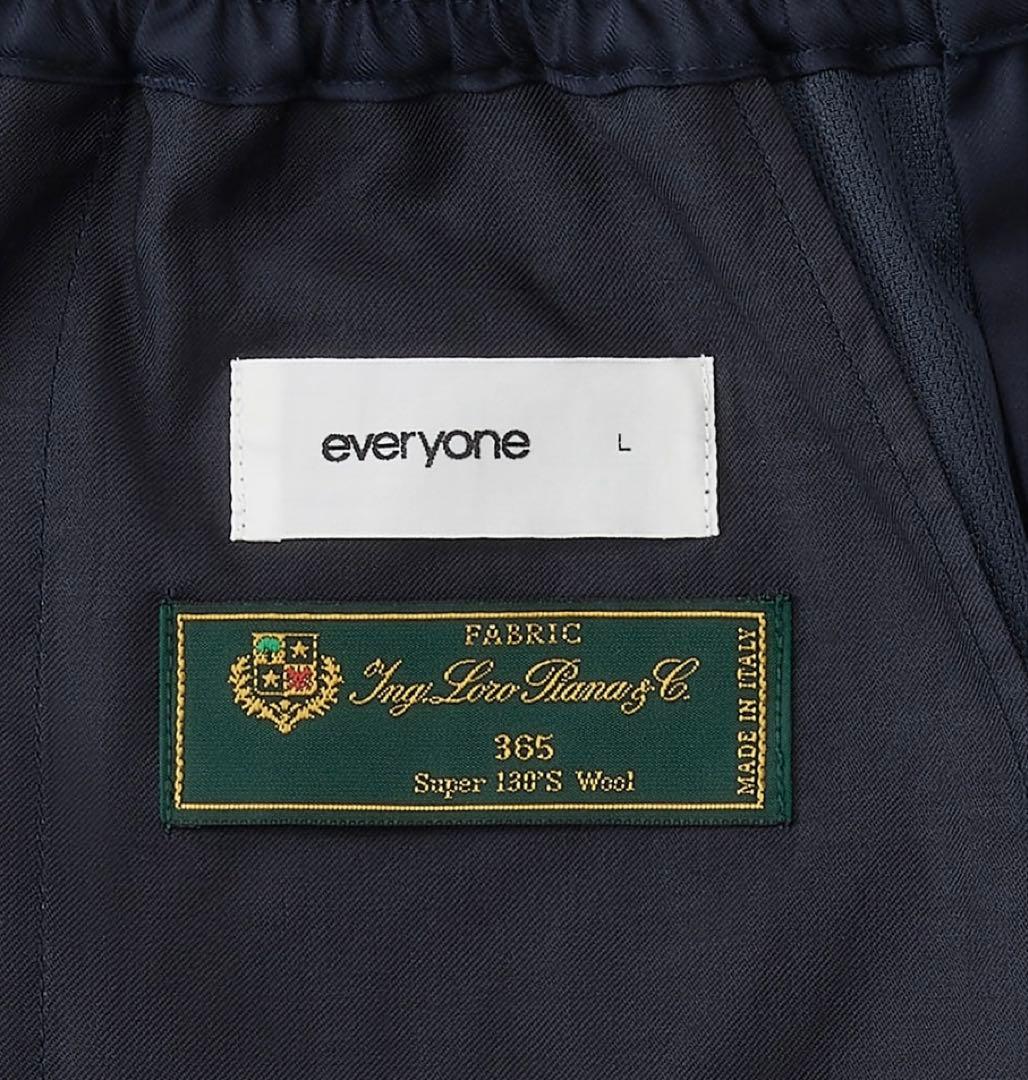 everyone L
FABRIC
Ing. Loro Piana & C.
365
Super 130'S Wool
MADE IN ITALY